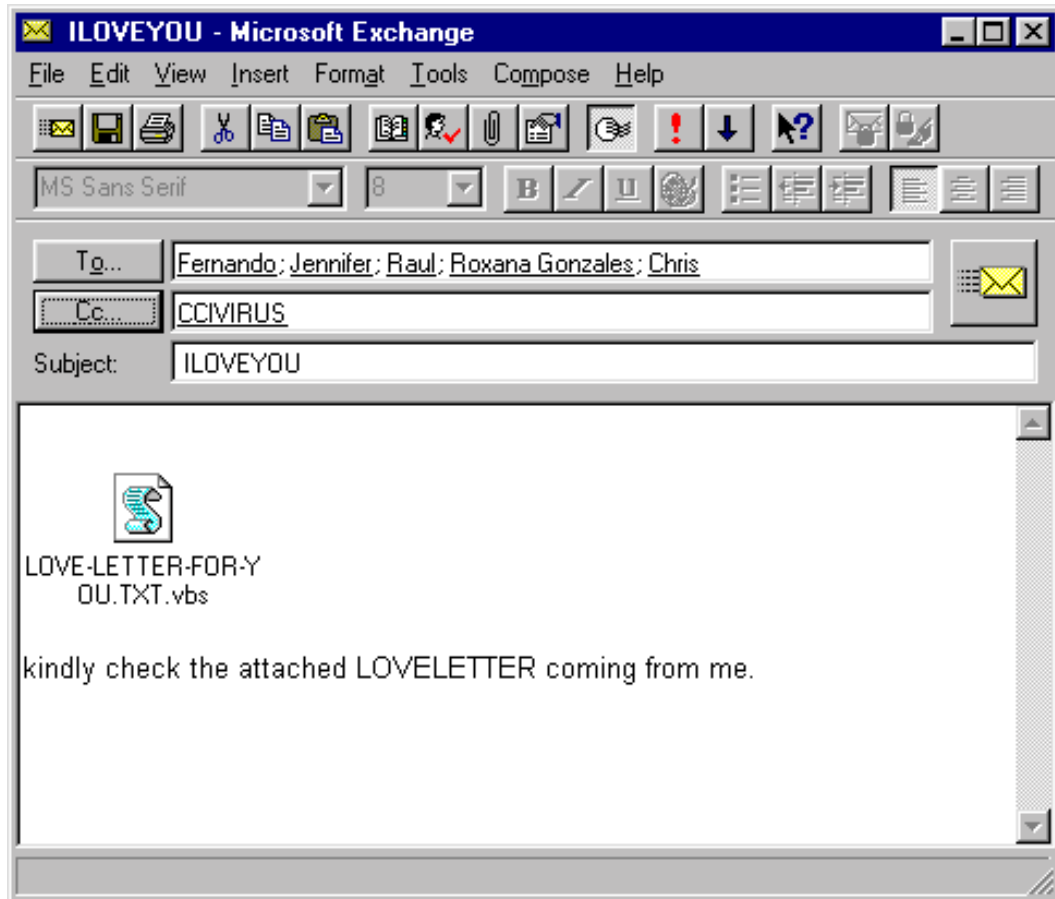 ILOVEYOU - Microsoft Exchange
File Edit View Insert Format Tools Compose Help
MS Sans Serif 8 B I U
To... Fernando; Jennifer; Raul; Roxana Gonzales; Chris
Cc... CCIVIRUS
Subject: ILOVEYOU
LOVE-LETTER-FOR-Y
OU.TXT.vbs
kindly check the attached LOVELETTER coming from me.